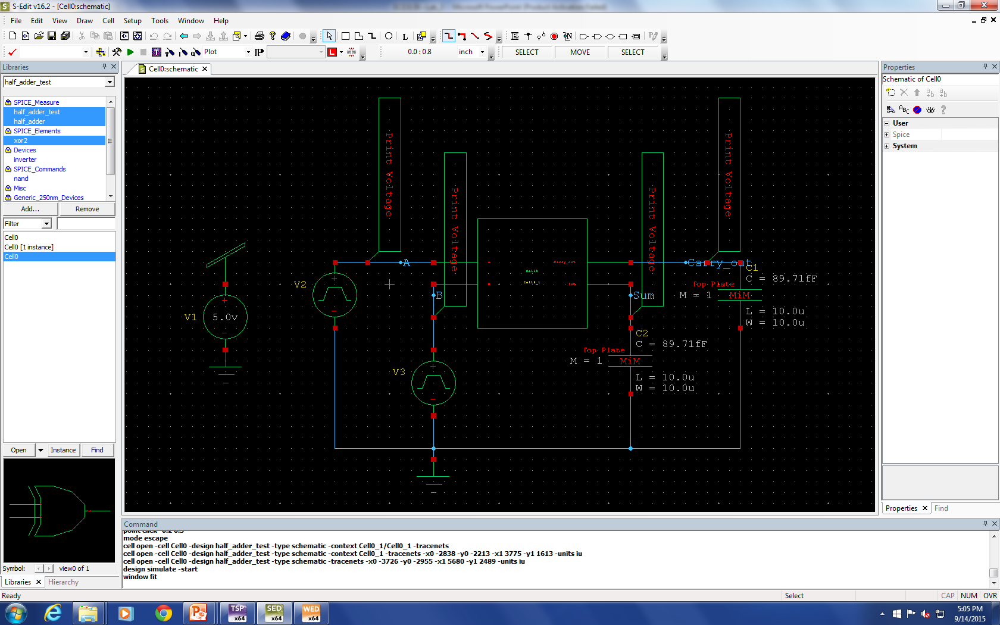 S-Edit v16.2 - [Cell0:schematic]
File Edit View Draw Cell Setup Tools Window Help
Plot
0.0 : 0.8 inch SELECT MOVE SELECT
Libraries
half_adder_test
SPICE_Measure
half_adder_test
half_adder
SPICE_Elements
xor2
Devices
inverter
SPICE_Commands
nand
Misc
Generic_250nm_Devices
Add... Remove
Filter
Cell0
Cell0 [1 instance]
Cell0
Open Instance Find
Symbol: view0 of 1
Libraries Hierarchy
Cell0:schematic
Print Voltage
Print Voltage
Print Voltage
Print Voltage
A
Carry_out
Carry_out
C1
C = 89.71fF
Top Plate
M = 1 MiM
L = 10.0u
W = 10.0u
V2
B
Cell0
Cell0_1
Sum
Sum
V1 5.0v
C2
C = 89.71fF
Top Plate
M = 1 MiM
L = 10.0u
W = 10.0u
V3
Command
mode escape
cell open -cell Cell0 -design half_adder_test -type schematic -context Cell0_1/Cell0_1 -tracenets
cell open -cell Cell0 -design half_adder_test -type schematic -context Cell0_1 -tracenets -x0 -2838 -y0 -2213 -x1 3775 -y1 1613 -units iu
cell open -cell Cell0 -design half_adder_test -type schematic -tracenets -x0 -3726 -y0 -2955 -x1 5680 -y1 2489 -units iu
design simulate -start
window fit
Properties
Schematic of Cell0
User
Spice
System
Properties Find
Ready Select CAP NUM OVR
TSP x64 SED x64 WED x64
5:05 PM
9/14/2015